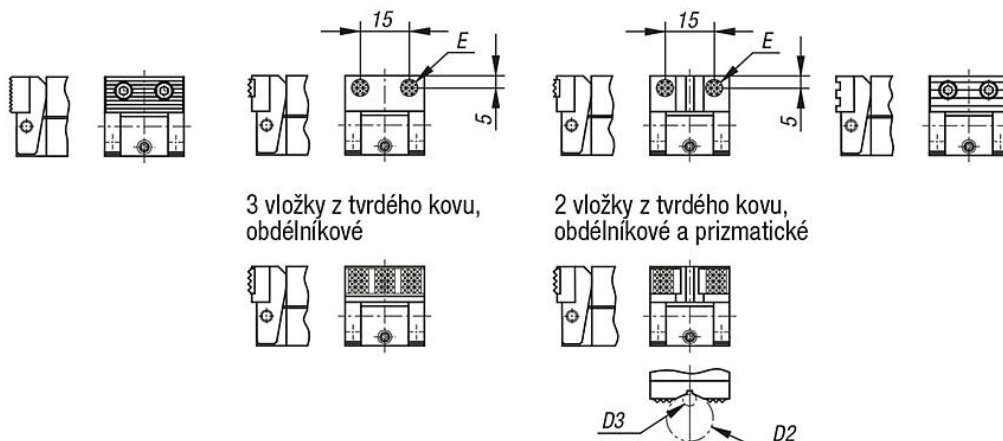 15
E
5
15
E
5
3 vložky z tvrdého kovu,
obdélníkové
2 vložky z tvrdého kovu,
obdélníkové a prizmatické
D3
D2